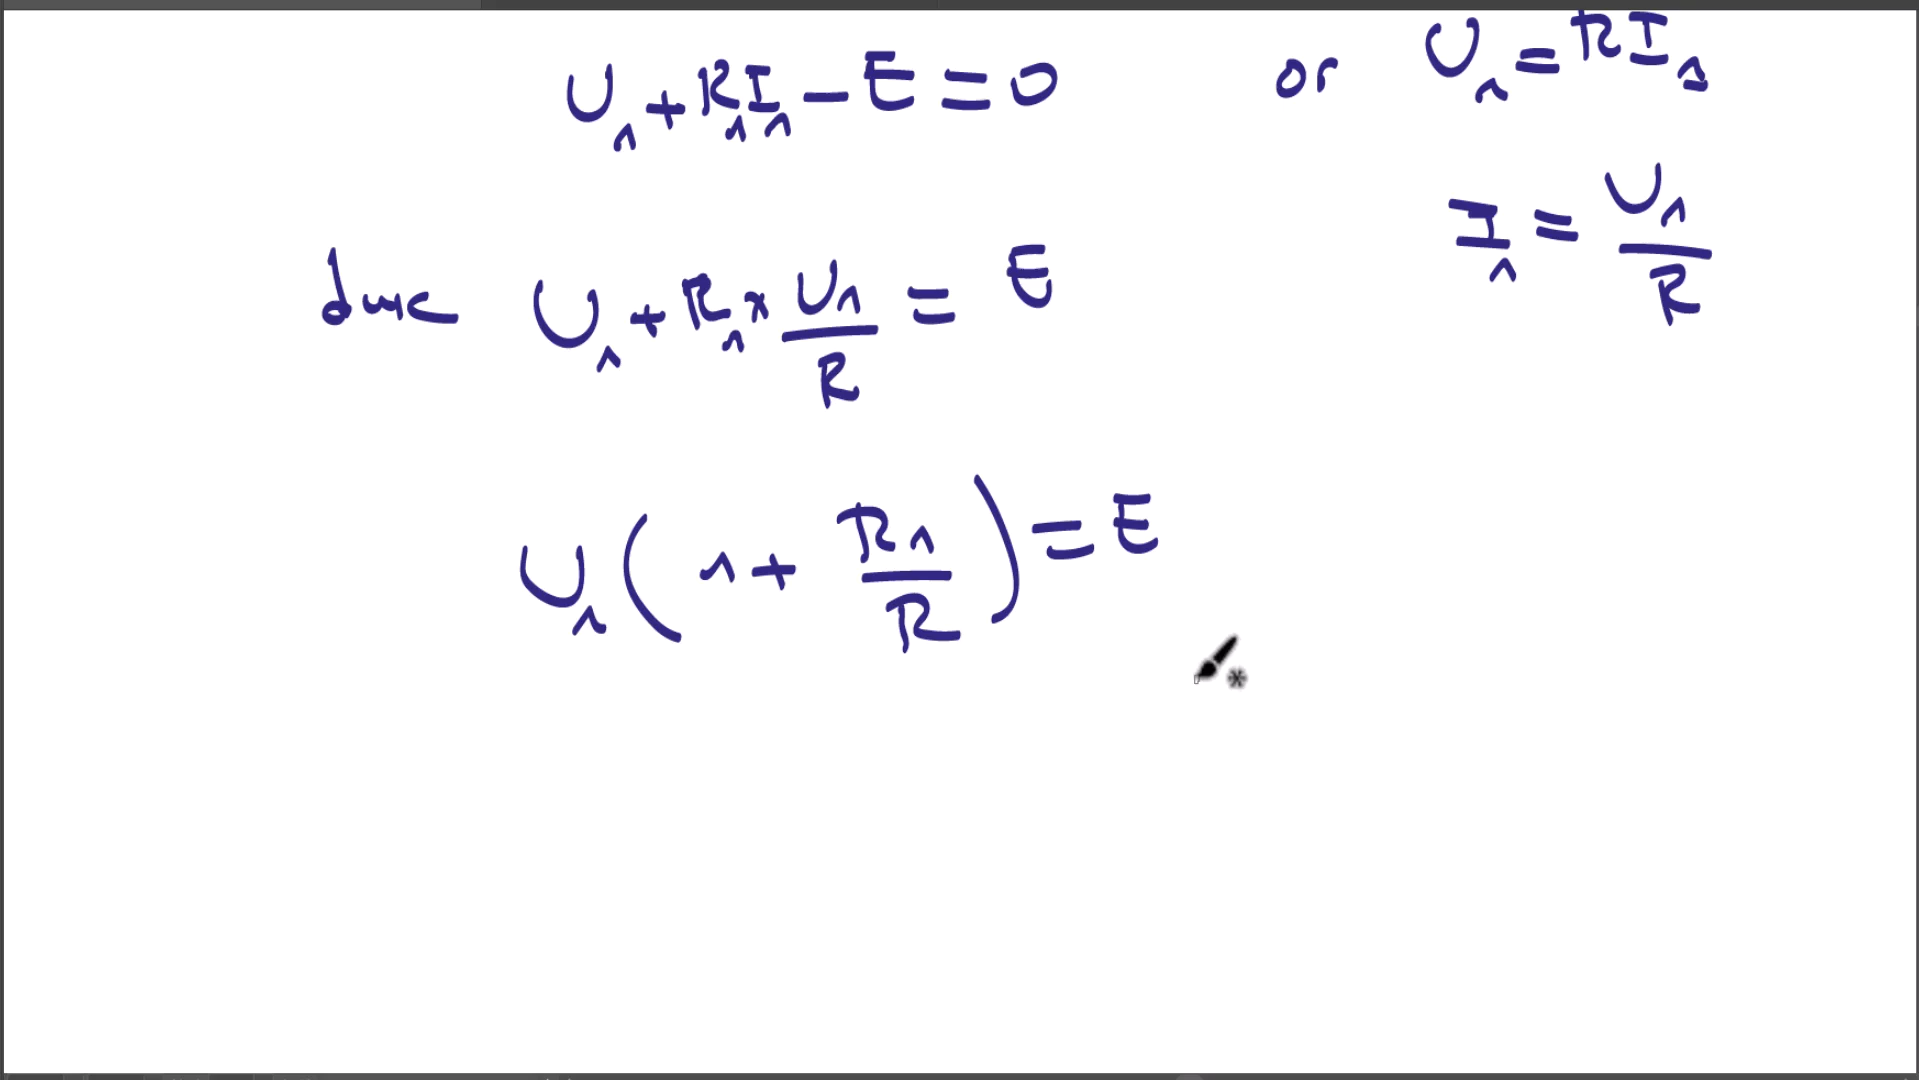 U₁ + R₁I₁ - E = 0 or U₁ = RI₁
I₁ = U₁/R
donc U₁ + R₁ × U₁/R = E
U₁(1 + R₁/R) = E